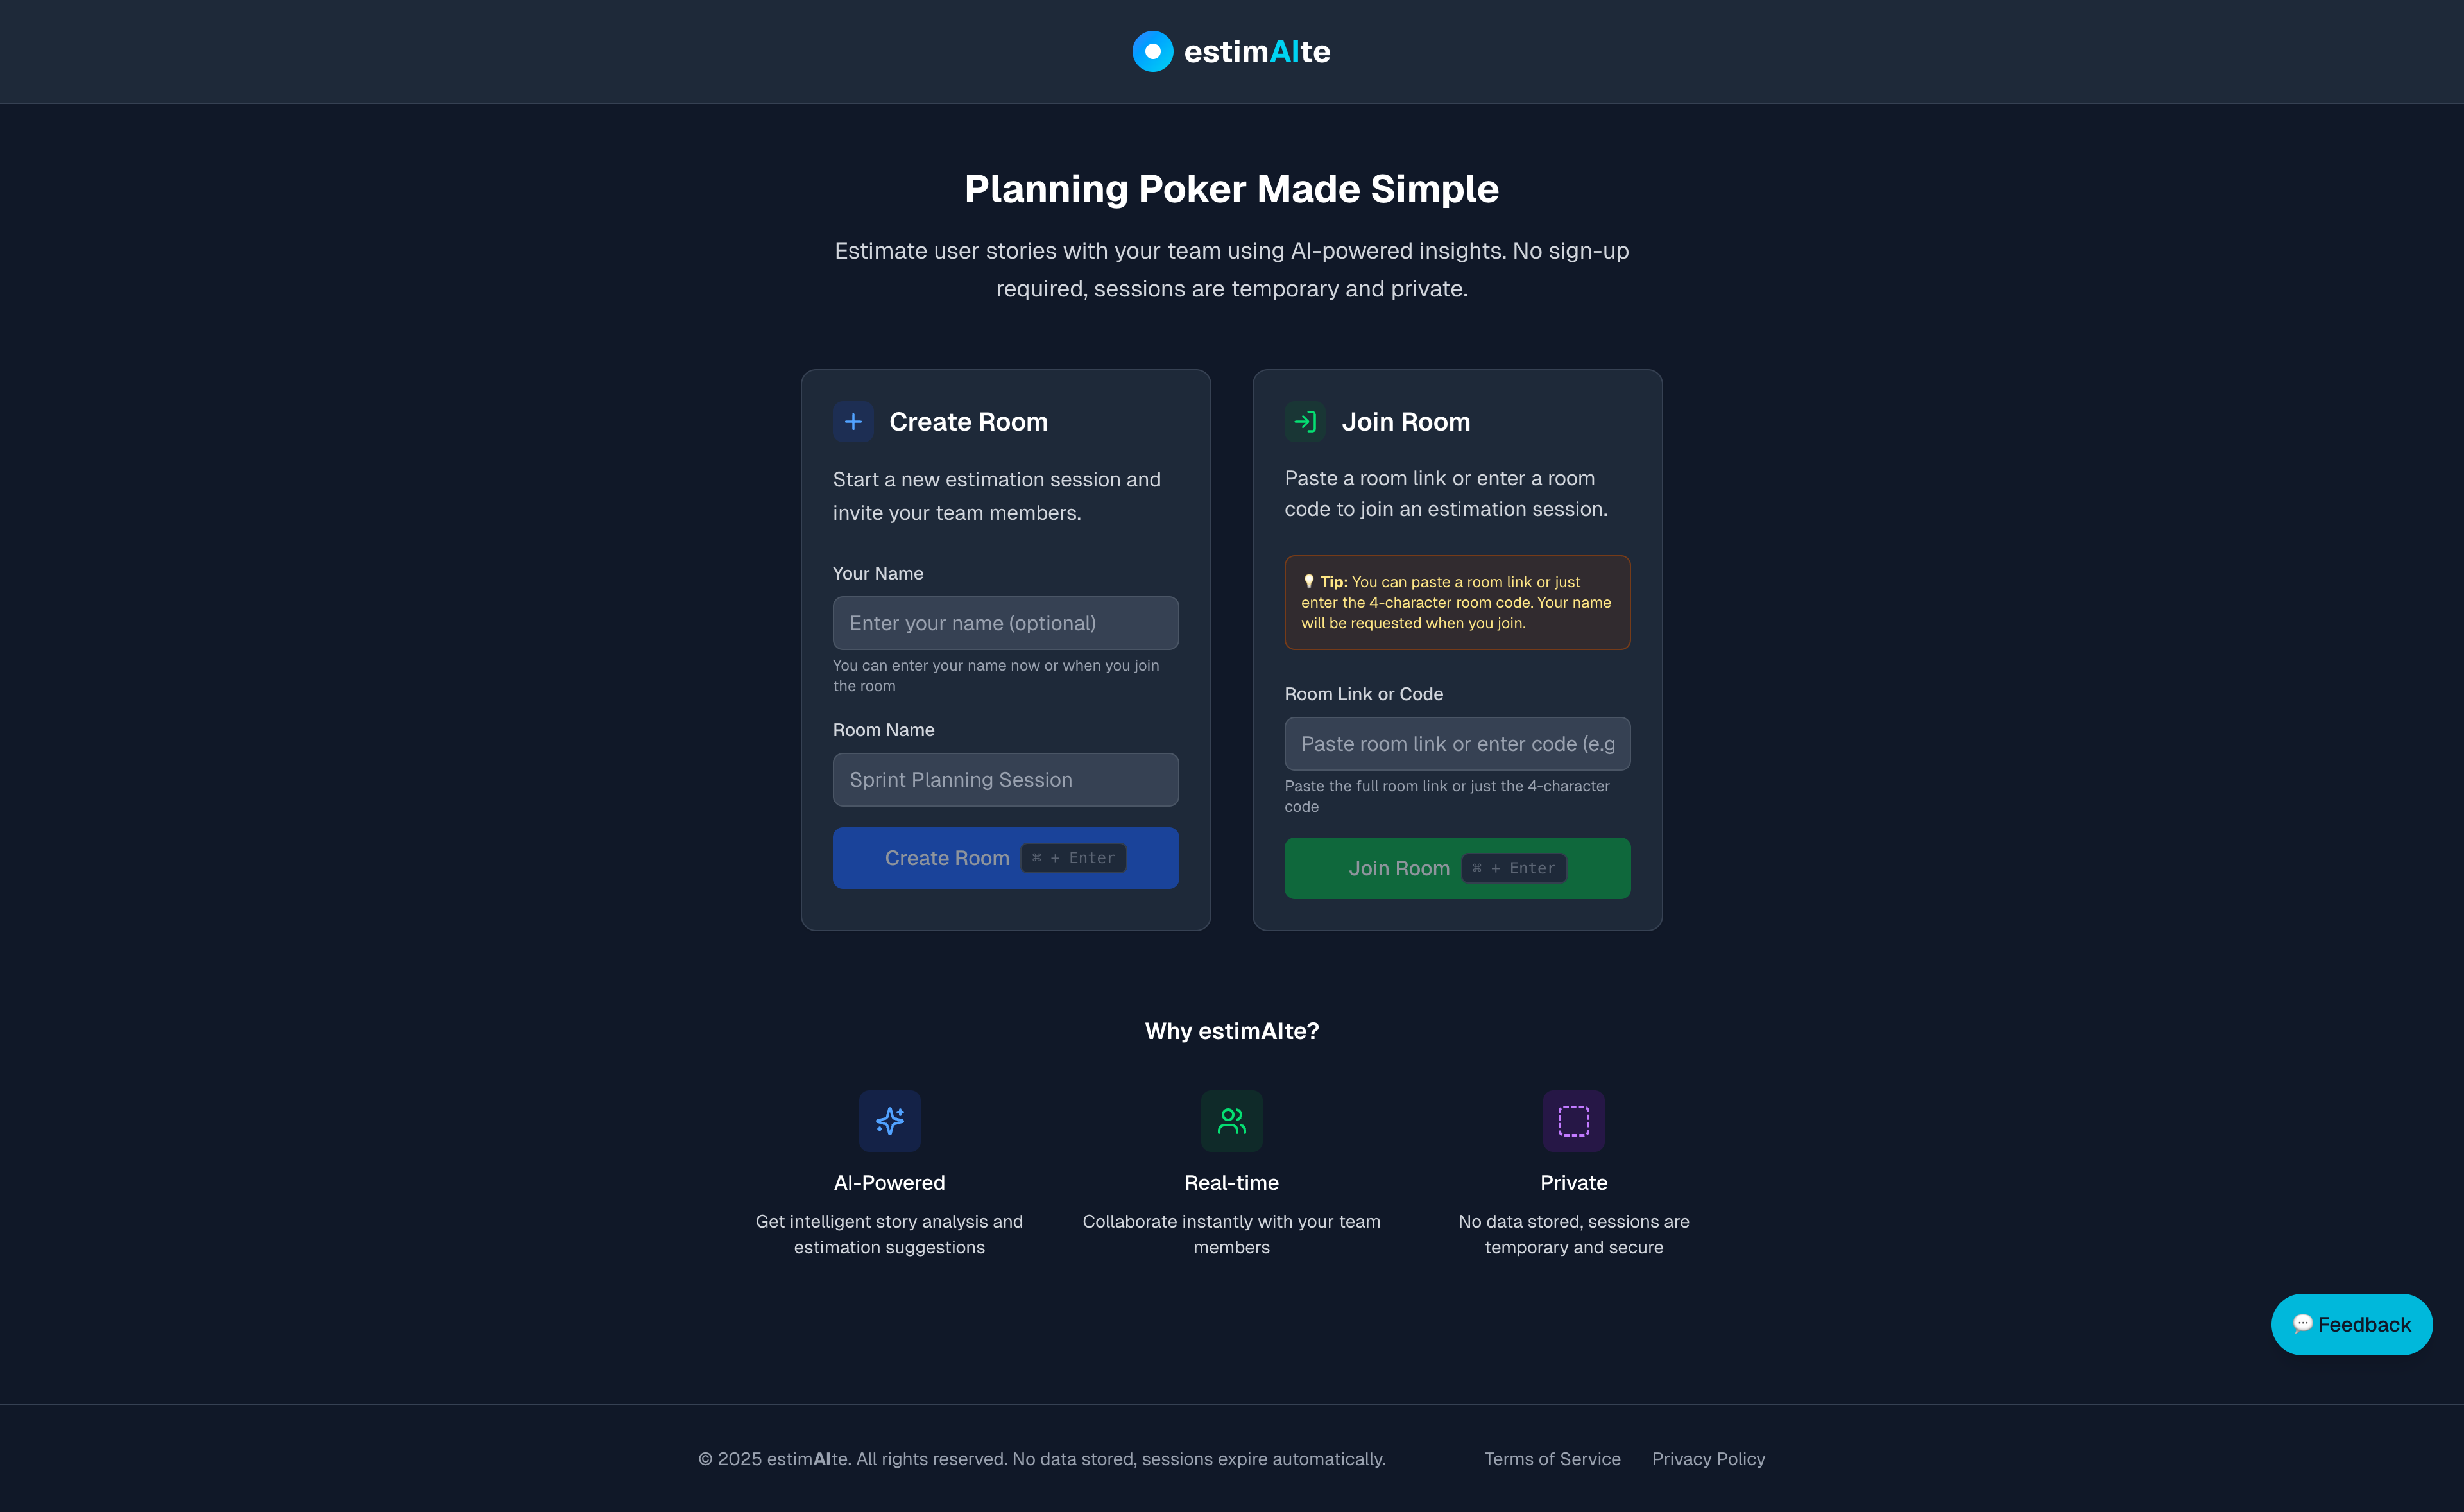 estimAIte
Planning Poker Made Simple
Estimate user stories with your team using AI-powered insights. No sign-up
required, sessions are temporary and private.
Create Room
Start a new estimation session and
invite your team members.
Your Name
Enter your name (optional)
You can enter your name now or when you join
the room
Room Name
Sprint Planning Session
Create Room ⌘ + Enter
Join Room
Paste a room link or enter a room
code to join an estimation session.
💡 Tip: You can paste a room link or just
enter the 4-character room code. Your name
will be requested when you join.
Room Link or Code
Paste room link or enter code (e.g
Paste the full room link or just the 4-character
code
Join Room ⌘ + Enter
Why estimAIte?
AI-Powered
Get intelligent story analysis and
estimation suggestions
Real-time
Collaborate instantly with your team
members
Private
No data stored, sessions are
temporary and secure
💬 Feedback
© 2025 estimAIte. All rights reserved. No data stored, sessions expire automatically.
Terms of Service
Privacy Policy